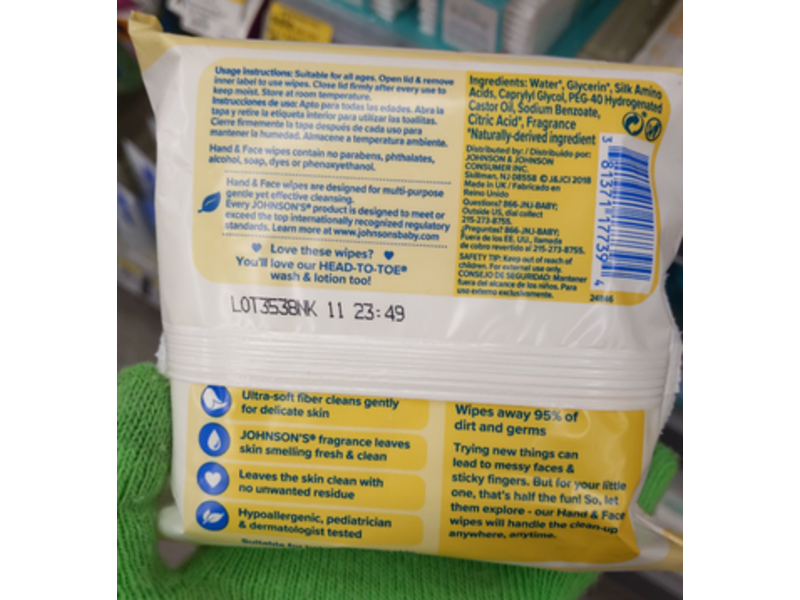 Usage instructions: Suitable for all ages. Open lid & remove
inner label to use wipes. Close lid firmly after every use to
keep moist. Store at room temperature.
Instrucciones de uso: Apto para todas las edades. Abra la
tapa y retire la etiqueta interior para utilizar las toallitas.
Cierre firmemente la tapa después de cada uso para
mantener la humedad. Almacene a temperatura ambiente.
Hand & Face wipes contain no parabens, phthalates,
alcohol, soap, dyes or phenoxyethanol.
Hand & Face wipes are designed for multi-purpose
gentle yet effective cleansing.
Every JOHNSON'S® product is designed to meet or
exceed the top internationally recognized regulatory
standards. Learn more at www.johnsonsbaby.com
Love these wipes?
You'll love our HEAD-TO-TOE®
wash & lotion too!
Ingredients: Water*, Glycerin*, Silk Amino
Acids, Caprylyl Glycol, PEG-40 Hydrogenated
Castor Oil, Sodium Benzoate,
Citric Acid*, Fragrance
*Naturally-derived ingredient
Distributed by: / Distribuido por:
JOHNSON & JOHNSON
CONSUMER INC.
Skillman, NJ 08558 © J&JCI 2018
Made in UK / Fabricado en
Reino Unido
Questions? 866-JNJ-BABY;
Outside US, dial collect
215-273-8755.
¿Preguntas? 866-JNJ-BABY;
Fuera de los EE. UU., llameda
de cobro revertido al 215-273-8755.
SAFETY TIP: Keep out of reach of
children. For external use only.
CONSEJO DE SEGURIDAD: Mantener
fuera del alcance de los niños. Para
uso externo exclusivamente.
3 81371 17739 4
LOT3538NK 11 23:49
Ultra-soft fiber cleans gently
for delicate skin
JOHNSON'S® fragrance leaves
skin smelling fresh & clean
Leaves the skin clean with
no unwanted residue
Hypoallergenic, pediatrician
& dermatologist tested
Wipes away 95% of
dirt and germs
Trying new things can
lead to messy faces &
sticky fingers. But for your little
one, that's half the fun! So, let
them explore - our Hand & Face
wipes will handle the clean-up
anywhere, anytime.